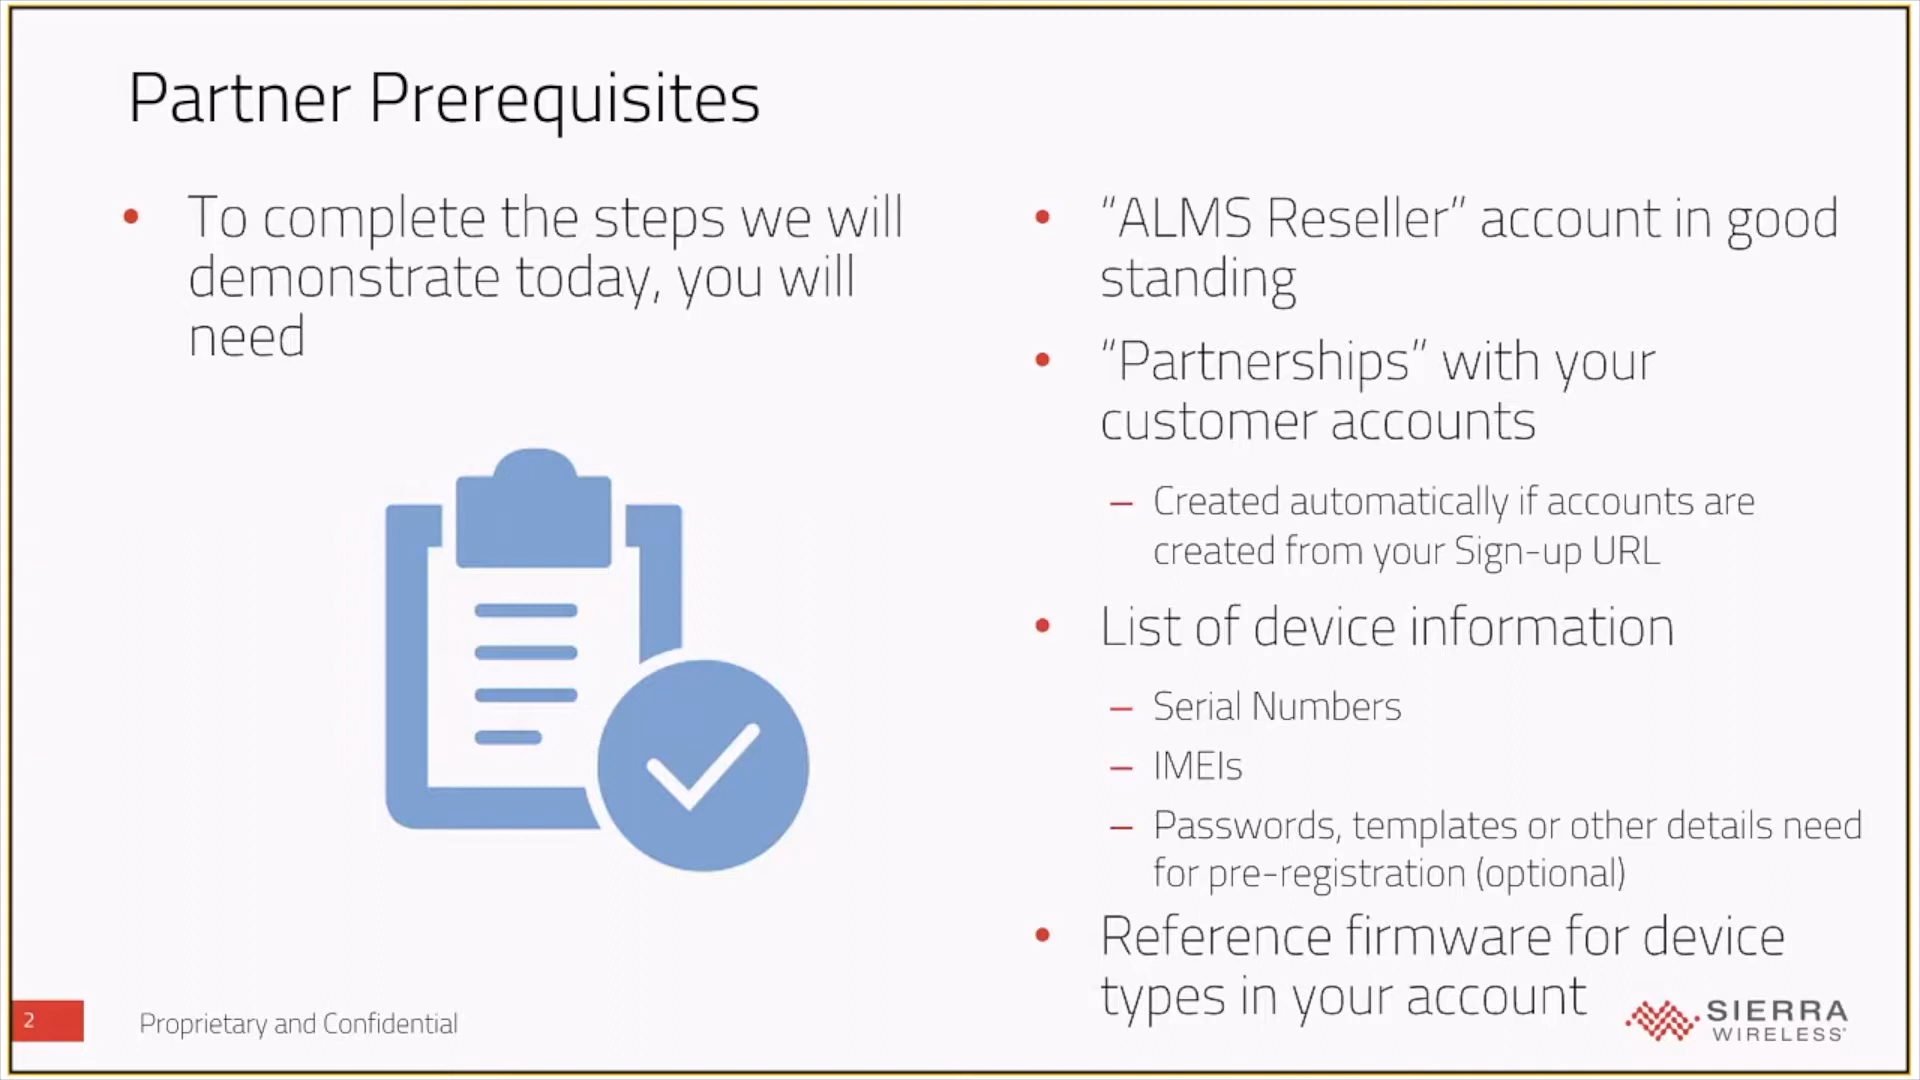 Partner Prerequisites
• To complete the steps we will
demonstrate today, you will
need
• “ALMS Reseller” account in good
standing
• “Partnerships” with your
customer accounts
– Created automatically if accounts are
created from your Sign-up URL
• List of device information
– Serial Numbers
– IMEIs
– Passwords, templates or other details need
for pre-registration (optional)
• Reference firmware for device
types in your account
2
Proprietary and Confidential
SIERRA
WIRELESS